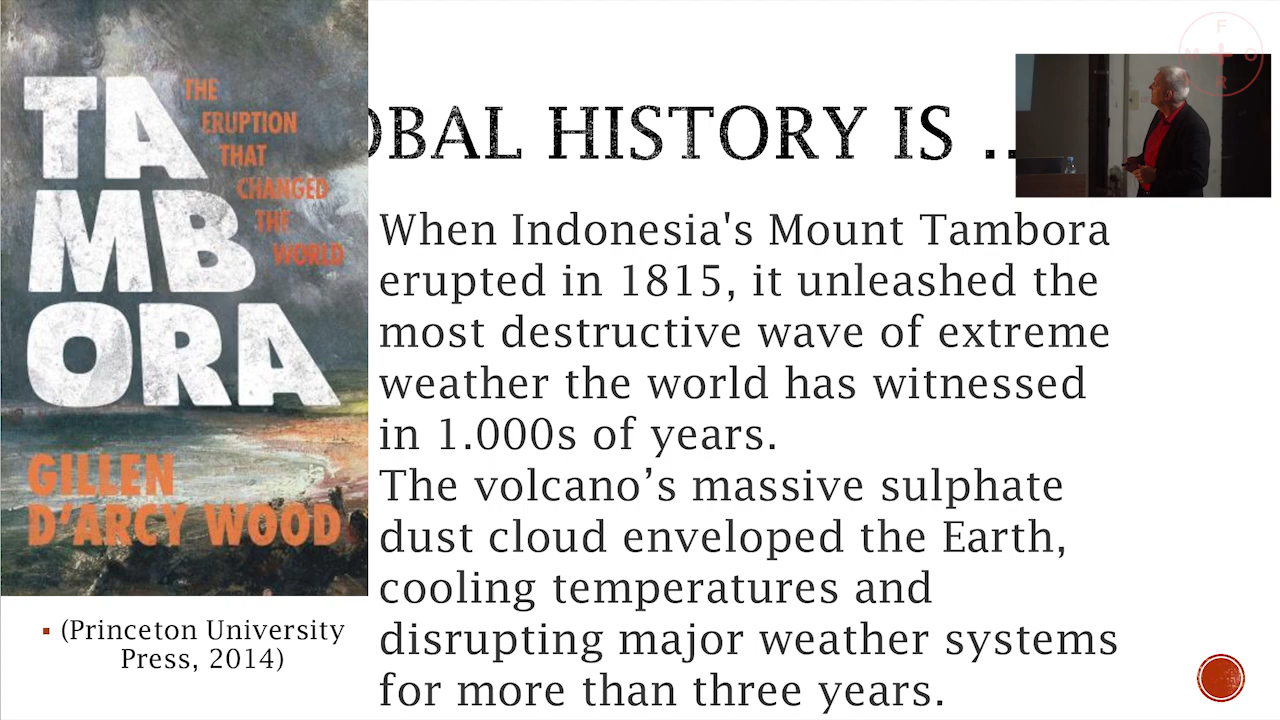 TA
MB
ORA
THE
ERUPTION
THAT
CHANGED
THE
WORLD
GILLEN
D'ARCY WOOD
▪ (Princeton University
Press, 2014)
OBAL HISTORY IS ..
When Indonesia's Mount Tambora
erupted in 1815, it unleashed the
most destructive wave of extreme
weather the world has witnessed
in 1.000s of years.
The volcano’s massive sulphate
dust cloud enveloped the Earth,
cooling temperatures and
disrupting major weather systems
for more than three years.
F
M O
R